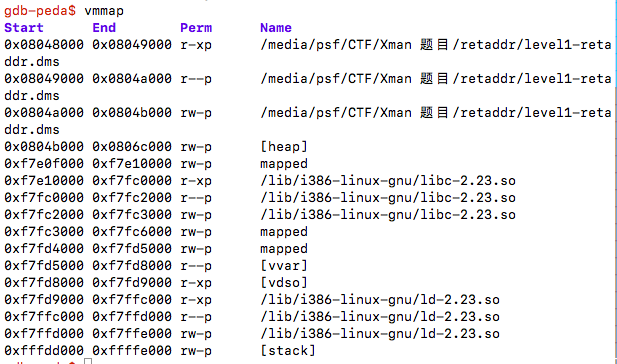 gdb-peda$ vmmap
Start      End        Perm      Name
0x08048000 0x08049000 r-xp      /media/psf/CTF/Xman 题目/retaddr/level1-reta
ddr.dms
0x08049000 0x0804a000 r--p      /media/psf/CTF/Xman 题目/retaddr/level1-reta
ddr.dms
0x0804a000 0x0804b000 rw-p      /media/psf/CTF/Xman 题目/retaddr/level1-reta
ddr.dms
0x0804b000 0x0806c000 rw-p      [heap]
0xf7e0f000 0xf7e10000 rw-p      mapped
0xf7e10000 0xf7fc0000 r-xp      /lib/i386-linux-gnu/libc-2.23.so
0xf7fc0000 0xf7fc2000 r--p      /lib/i386-linux-gnu/libc-2.23.so
0xf7fc2000 0xf7fc3000 rw-p      /lib/i386-linux-gnu/libc-2.23.so
0xf7fc3000 0xf7fc6000 rw-p      mapped
0xf7fd4000 0xf7fd5000 rw-p      mapped
0xf7fd5000 0xf7fd8000 r--p      [vvar]
0xf7fd8000 0xf7fd9000 r-xp      [vdso]
0xf7fd9000 0xf7ffc000 r-xp      /lib/i386-linux-gnu/ld-2.23.so
0xf7ffc000 0xf7ffd000 r--p      /lib/i386-linux-gnu/ld-2.23.so
0xf7ffd000 0xf7ffe000 rw-p      /lib/i386-linux-gnu/ld-2.23.so
0xfffdd000 0xffffe000 rw-p      [stack]